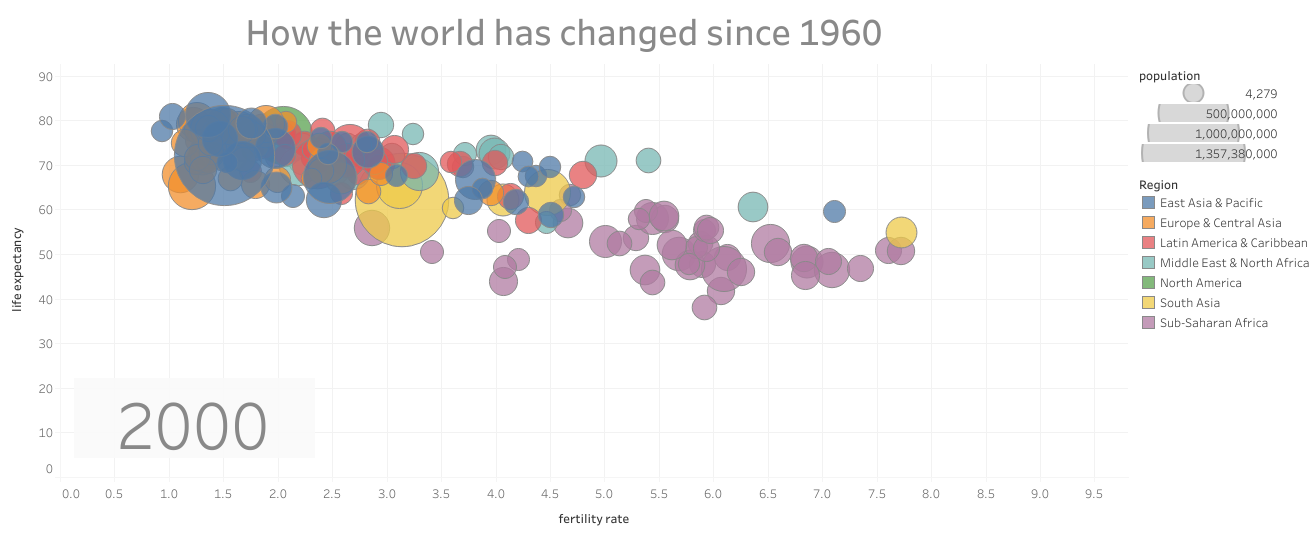 How the world has changed since 1960
population
4,279
500,000,000
1,000,000,000
1,357,380,000
Region
East Asia & Pacific
Europe & Central Asia
Latin America & Caribbean
Middle East & North Africa
North America
South Asia
Sub-Saharan Africa
life expectancy
90
80
70
60
50
40
30
20
10
0
2000
0.0 0.5 1.0 1.5 2.0 2.5 3.0 3.5 4.0 4.5 5.0 5.5 6.0 6.5 7.0 7.5 8.0 8.5 9.0 9.5
fertility rate